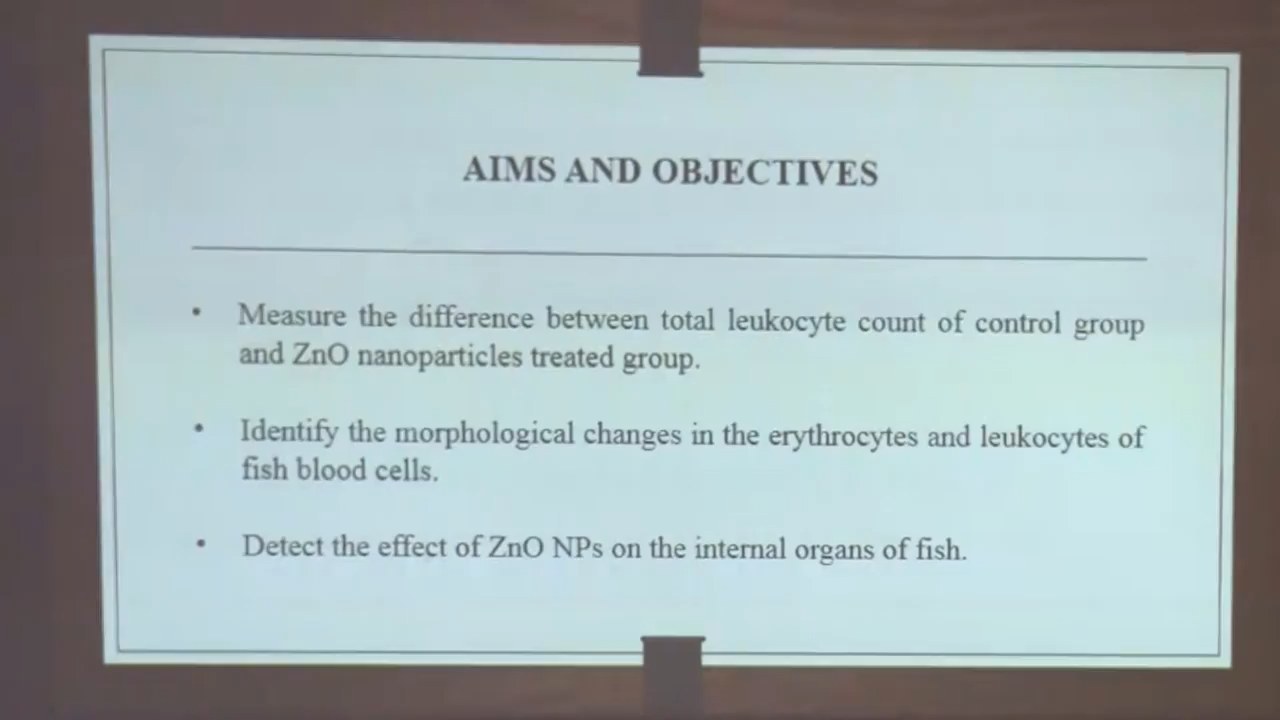 AIMS AND OBJECTIVES
• Measure the difference between total leukocyte count of control group
and ZnO nanoparticles treated group.
• Identify the morphological changes in the erythrocytes and leukocytes of
fish blood cells.
• Detect the effect of ZnO NPs on the internal organs of fish.